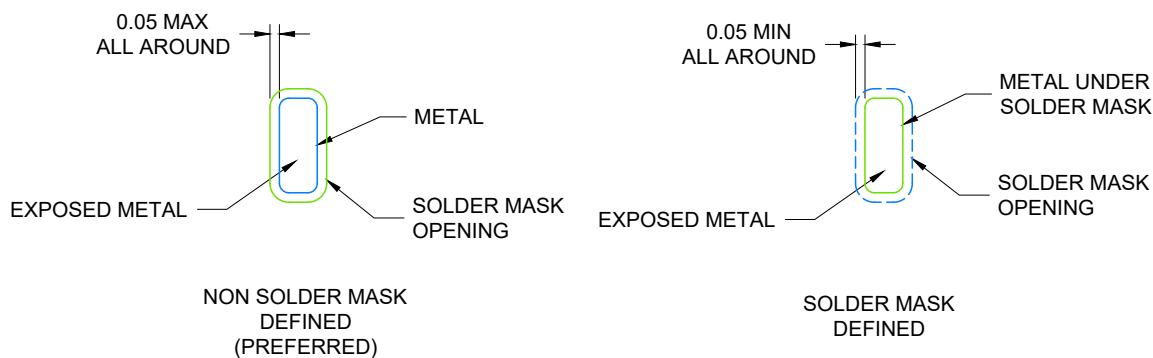 0.05 MAX
ALL AROUND
METAL
EXPOSED METAL
SOLDER MASK
OPENING
NON SOLDER MASK
DEFINED
(PREFERRED)
0.05 MIN
ALL AROUND
METAL UNDER
SOLDER MASK
SOLDER MASK
OPENING
EXPOSED METAL
SOLDER MASK
DEFINED